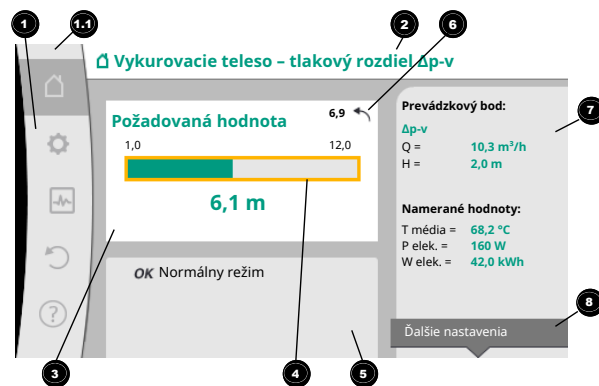 1
1.1
2
6
Vykurovacie teleso – tlakový rozdiel Δp-v
Požadovaná hodnota
6,9
1,0
12,0
6,1 m
OK Normálny režim
Prevádzkový bod:
Δp-v
Q = 10,3 m³/h
H = 2,0 m
Namerané hodnoty:
T média = 68,2 °C
P elek. = 160 W
W elek. = 42,0 kWh
Ďalšie nastavenia
7
8
3
4
5